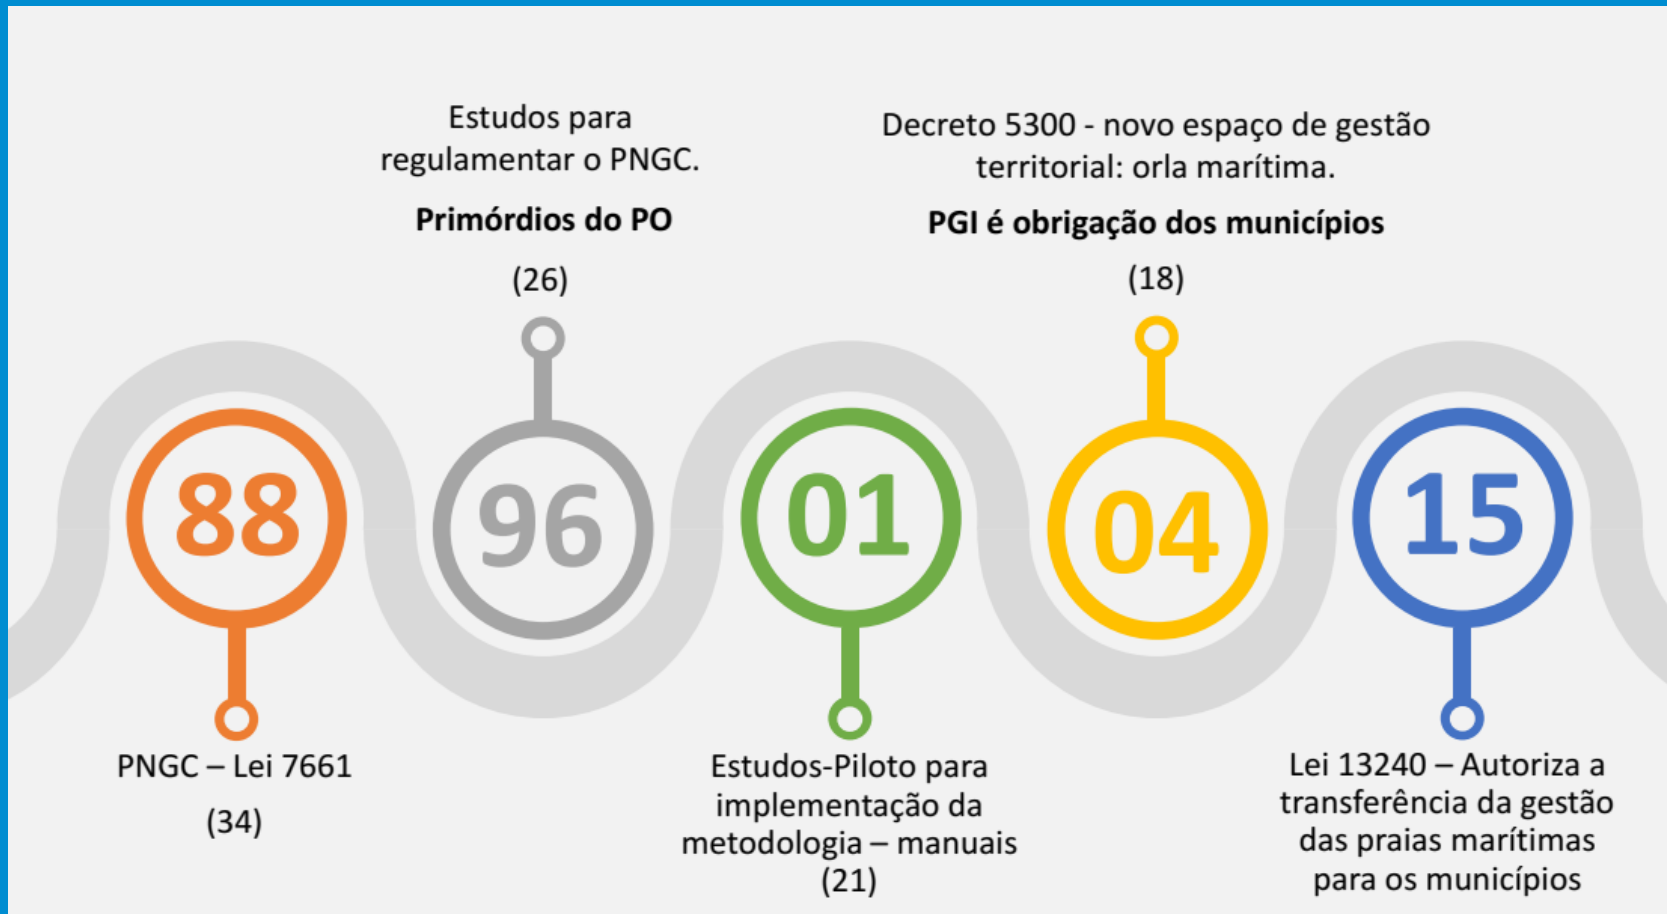 Estudos para
regulamentar o PNGC.
Primórdios do PO
(26)
Decreto 5300 - novo espaço de gestão
territorial: orla marítima.
PGI é obrigação dos municípios
(18)
88
96
01
04
15
PNGC – Lei 7661
(34)
Estudos-Piloto para
implementação da
metodologia – manuais
(21)
Lei 13240 – Autoriza a
transferência da gestão
das praias marítimas
para os municípios